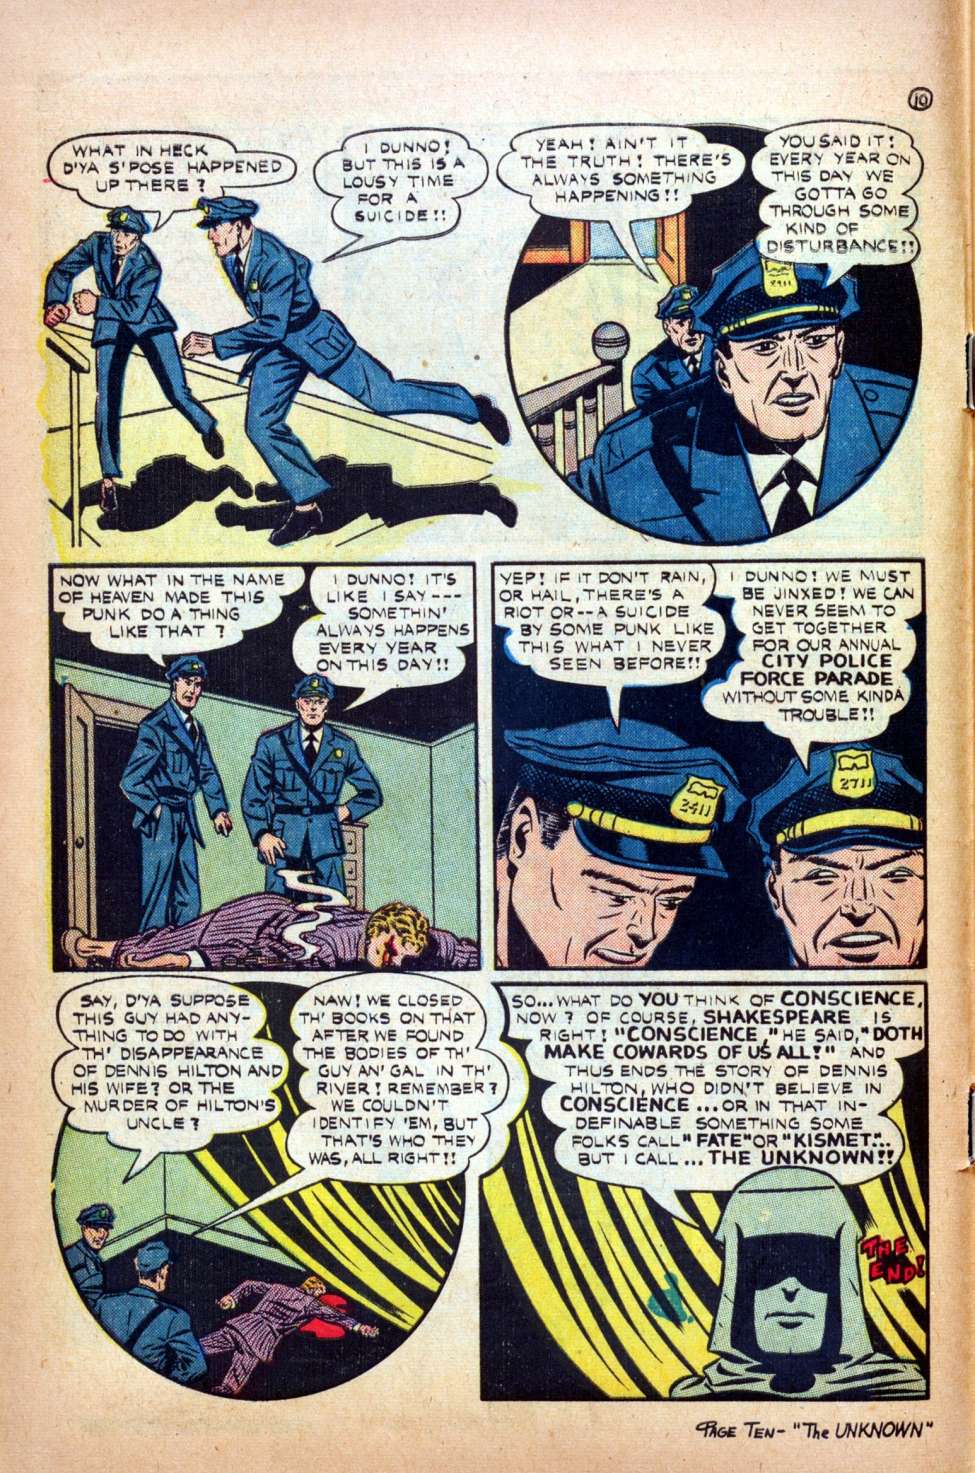 10
WHAT IN HECK
D'YA S'POSE HAPPENED
UP THERE?
I DUNNO!
BUT THIS IS A
LOUSY TIME
FOR A
SUICIDE!!
YEAH! AIN'T IT
THE TRUTH! THERE'S
ALWAYS SOMETHING
HAPPENING!!
YOU SAID IT!
EVERY YEAR ON
THIS DAY WE
GOTTA GO
THROUGH SOME
KIND OF
DISTURBANCE!!
2411
NOW WHAT IN THE NAME
OF HEAVEN MADE THIS
PUNK DO A THING
LIKE THAT?
I DUNNO! IT'S
LIKE I SAY----
SOMETHIN'
ALWAYS HAPPENS
EVERY YEAR
ON THIS DAY!!
YEP! IF IT DON'T RAIN,
OR HAIL, THERE'S A
RIOT OR--A SUICIDE
BY SOME PUNK LIKE
THIS WHAT I NEVER
SEEN BEFORE!!
I DUNNO! WE MUST
BE JINXED! WE CAN
NEVER SEEM TO
GET TOGETHER
FOR OUR ANNUAL
CITY POLICE
FORCE PARADE
WITHOUT SOME KINDA
TROUBLE!!
2411
2711
SAY, D'YA SUPPOSE
THIS GUY HAD ANY-
THING TO DO WITH
TH' DISAPPEARANCE
OF DENNIS HILTON AND
HIS WIFE? OR THE
MURDER OF HILTON'S
UNCLE?
NAW! WE CLOSED
TH' BOOKS ON THAT
AFTER WE FOUND
THE BODIES OF TH'
GUY AN' GAL IN TH'
RIVER! REMEMBER?
WE COULDN'T
IDENTIFY 'EM, BUT
THAT'S WHO THEY
WAS, ALL RIGHT!!
SO...WHAT DO YOU THINK OF CONSCIENCE,
NOW? OF COURSE, SHAKESPEARE IS
RIGHT! "CONSCIENCE," HE SAID, "DOTH
MAKE COWARDS OF US ALL!" AND
THUS ENDS THE STORY OF DENNIS
HILTON, WHO DIDN'T BELIEVE IN
CONSCIENCE...OR IN THAT IN-
DEFINABLE SOMETHING SOME
FOLKS CALL "FATE" OR "KISMET"...
BUT I CALL...THE UNKNOWN!!
THE
END!
PAGE TEN- "The UNKNOWN"